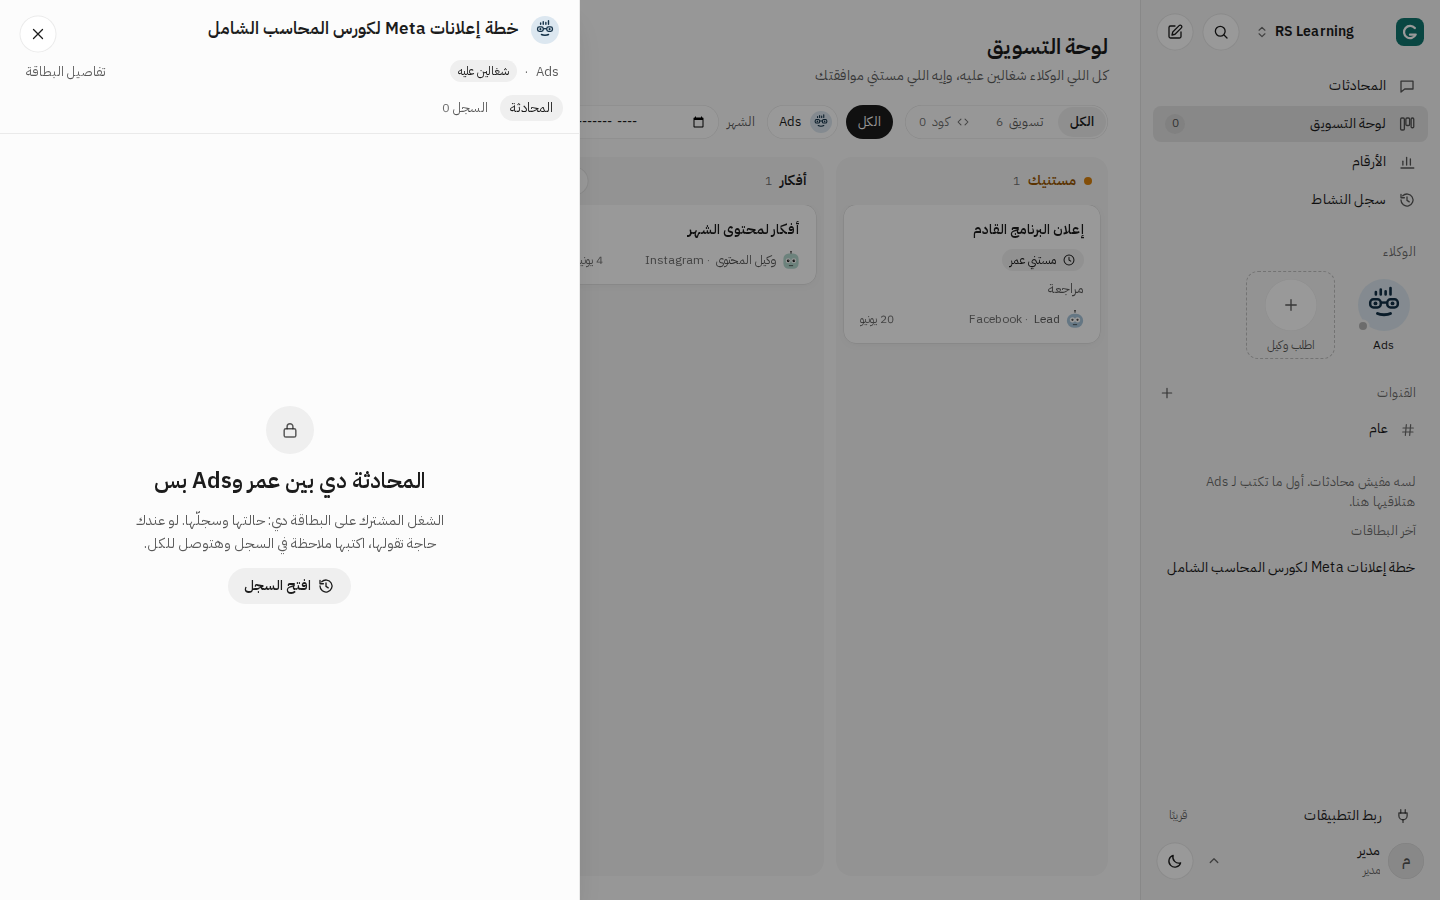 RS Learning
المحادثات
لوحة التسويق 0
الأرقام
سجل النشاط
الوكلاء
Ads
اطلب وكيل
القنوات
عام
لسه مفيش محادثات. أول ما تكتب لـ Ads
هتلاقيها هنا.
آخر البطاقات
خطة إعلانات Meta لكورس المحاسب الشامل
ربط التطبيقات قريبًا
م
مدير
مدير
لوحة التسويق
كل اللي الوكلاء شغالين عليه، وإيه اللي مستني موافقتك
الكل تسويق 6 كود 0 الكل Ads الشهر
مستنيك 1
إعلان البرنامج القادم
مستني عمر
مراجعة
Lead · Facebook 20 يونيو
أفكار 1
أفكار لمحتوى الشهر
وكيل المحتوى · Instagram
خطة إعلانات Meta لكورس المحاسب الشامل
Ads · شغالين عليه تفاصيل البطاقة
المحادثة السجل 0
المحادثة دي بين عمر وAds بس
الشغل المشترك على البطاقة دي: حالتها وسجلّها. لو عندك
حاجة تقولها، اكتبها ملاحظة في السجل وهتوصل للكل.
افتح السجل